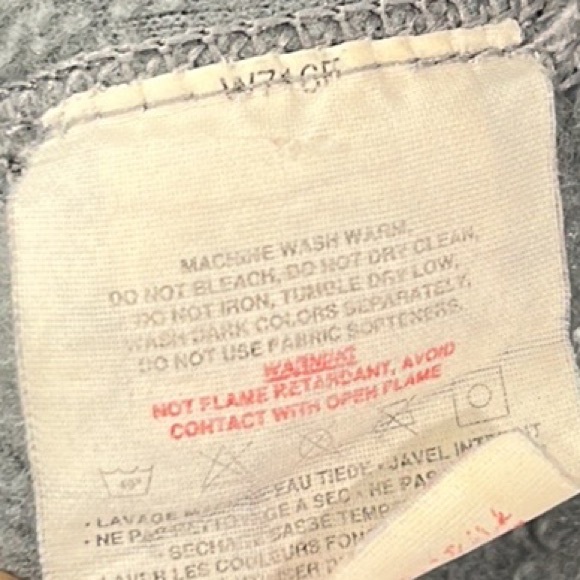 MACHINE WASH WARM,
DO NOT BLEACH, DO NOT DRY CLEAN,
DO NOT IRON, TUMBLE DRY LOW,
WASH DARK COLORS SEPARATELY,
DO NOT USE FABRIC SOFTENERS.
WARNING
NOT FLAME RETARDANT, AVOID
CONTACT WITH OPEN FLAME
40°
• LAVAGE EAU TIEDE • JAVEL
• NE PAS A SEC • NE PAS
• SECHAGE BASSE
LAVER LES COULEURS